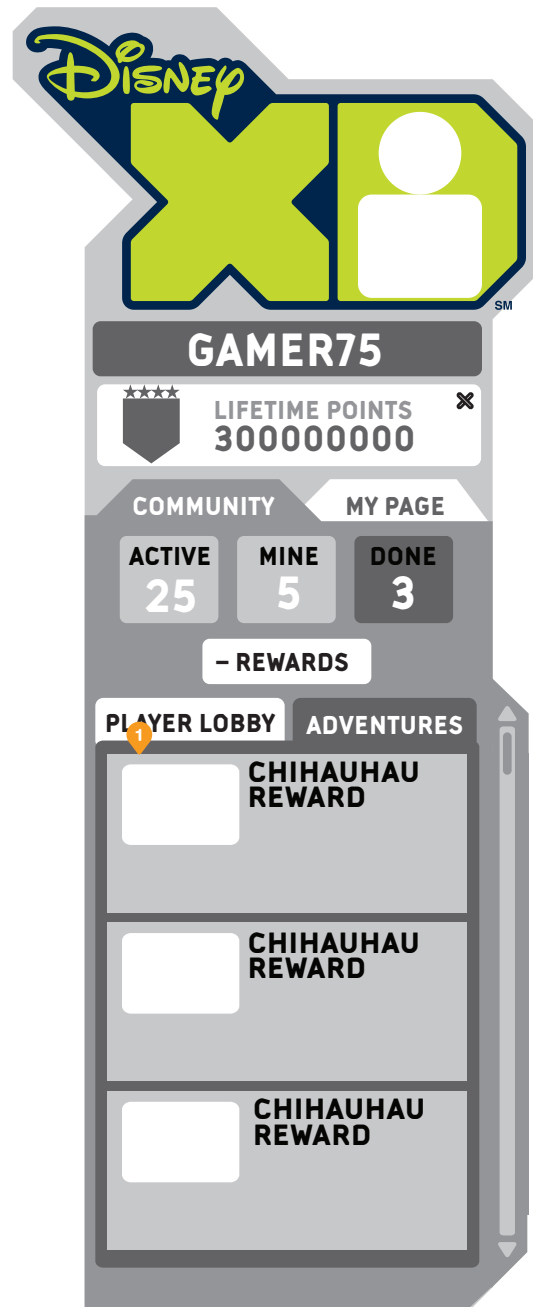 Disney
XD
SM
GAMER75
LIFETIME POINTS
300000000
COMMUNITY
MY PAGE
ACTIVE
25
MINE
5
DONE
3
– REWARDS
PLAYER LOBBY
ADVENTURES
1
CHIHAUHAU
REWARD
CHIHAUHAU
REWARD
CHIHAUHAU
REWARD